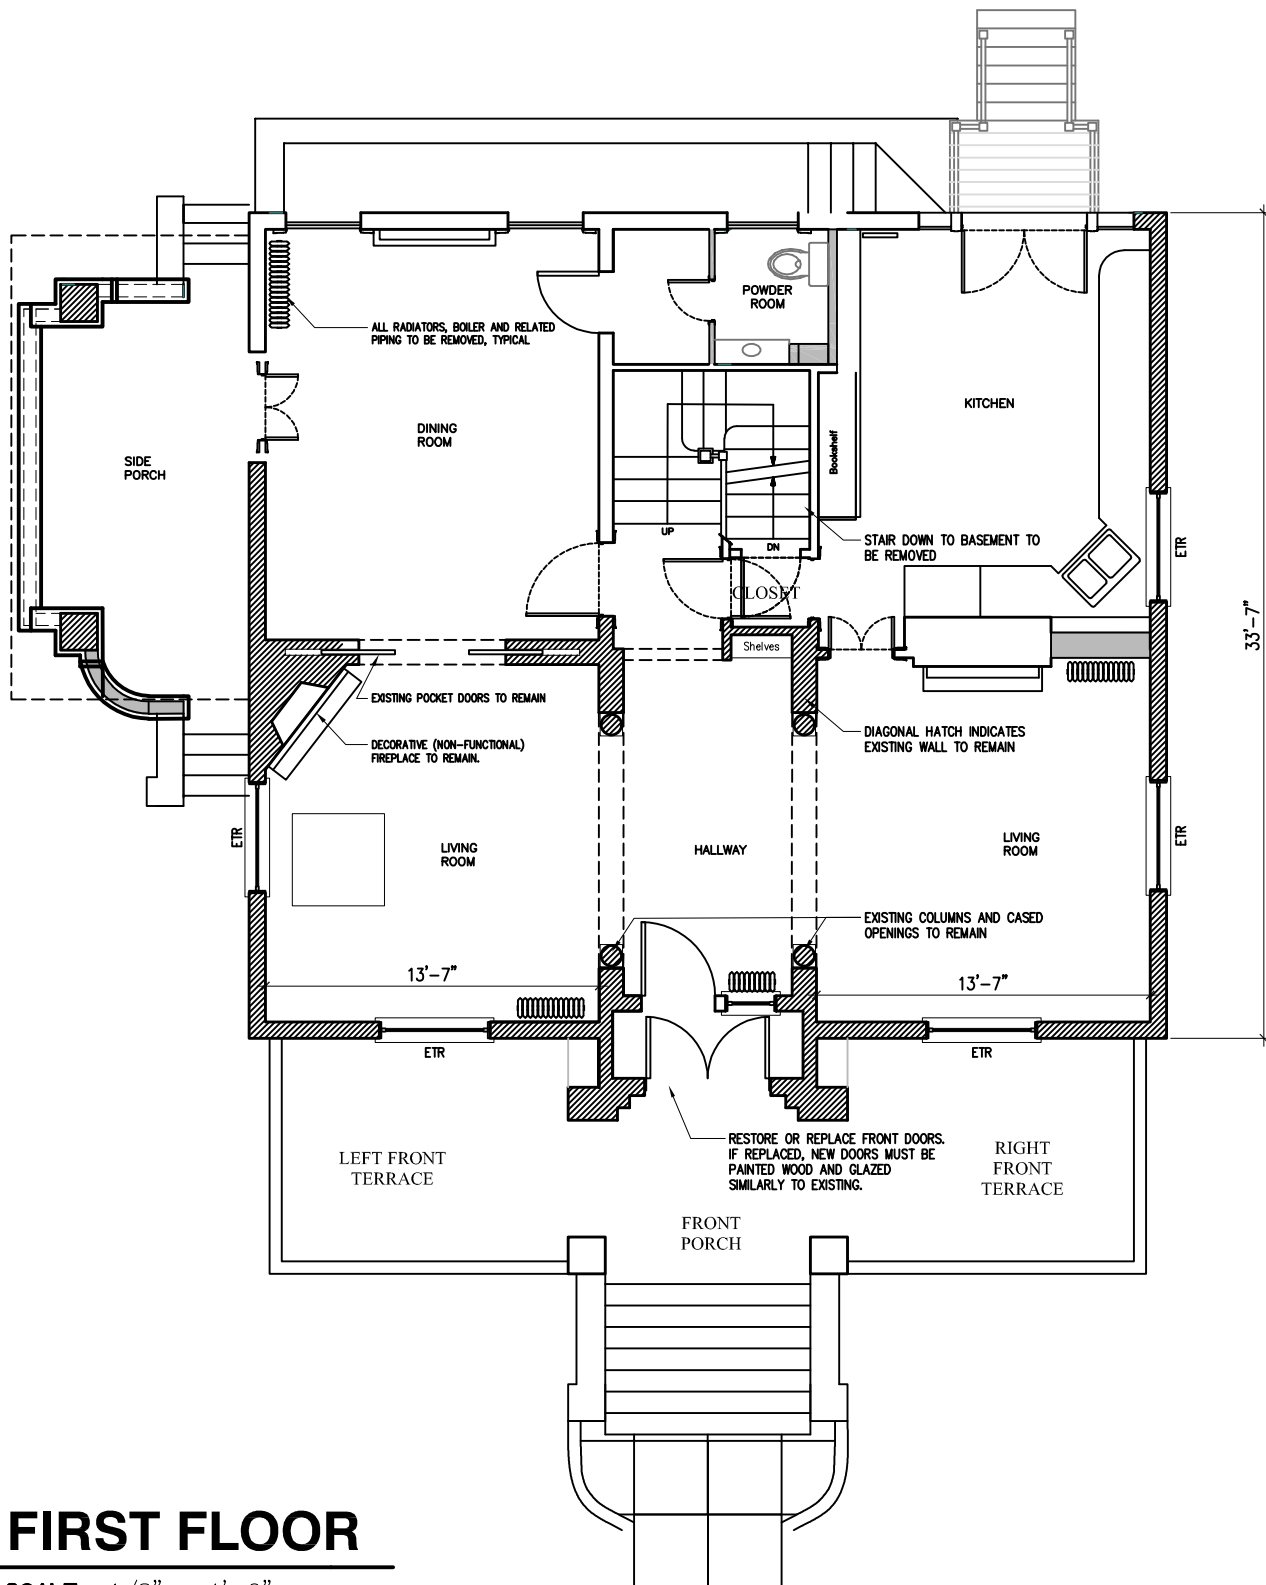 POWDER
ROOM
ALL RADIATORS, BOILER AND RELATED
PIPING TO BE REMOVED, TYPICAL
KITCHEN
DINING
ROOM
SIDE
PORCH
Bookshelf
UP
DN
STAIR DOWN TO BASEMENT TO
BE REMOVED
ETR
CLOSET
33'-7"
Shelves
EXISTING POCKET DOORS TO REMAIN
DIAGONAL HATCH INDICATES
EXISTING WALL TO REMAIN
DECORATIVE (NON-FUNCTIONAL)
FIREPLACE TO REMAIN.
ETR
LIVING
ROOM
HALLWAY
LIVING
ROOM
ETR
EXISTING COLUMNS AND CASED
OPENINGS TO REMAIN
13'-7"
13'-7"
ETR
ETR
RESTORE OR REPLACE FRONT DOORS.
IF REPLACED, NEW DOORS MUST BE
PAINTED WOOD AND GLAZED
SIMILARLY TO EXISTING.
LEFT FRONT
TERRACE
RIGHT
FRONT
TERRACE
FRONT
PORCH
FIRST FLOOR